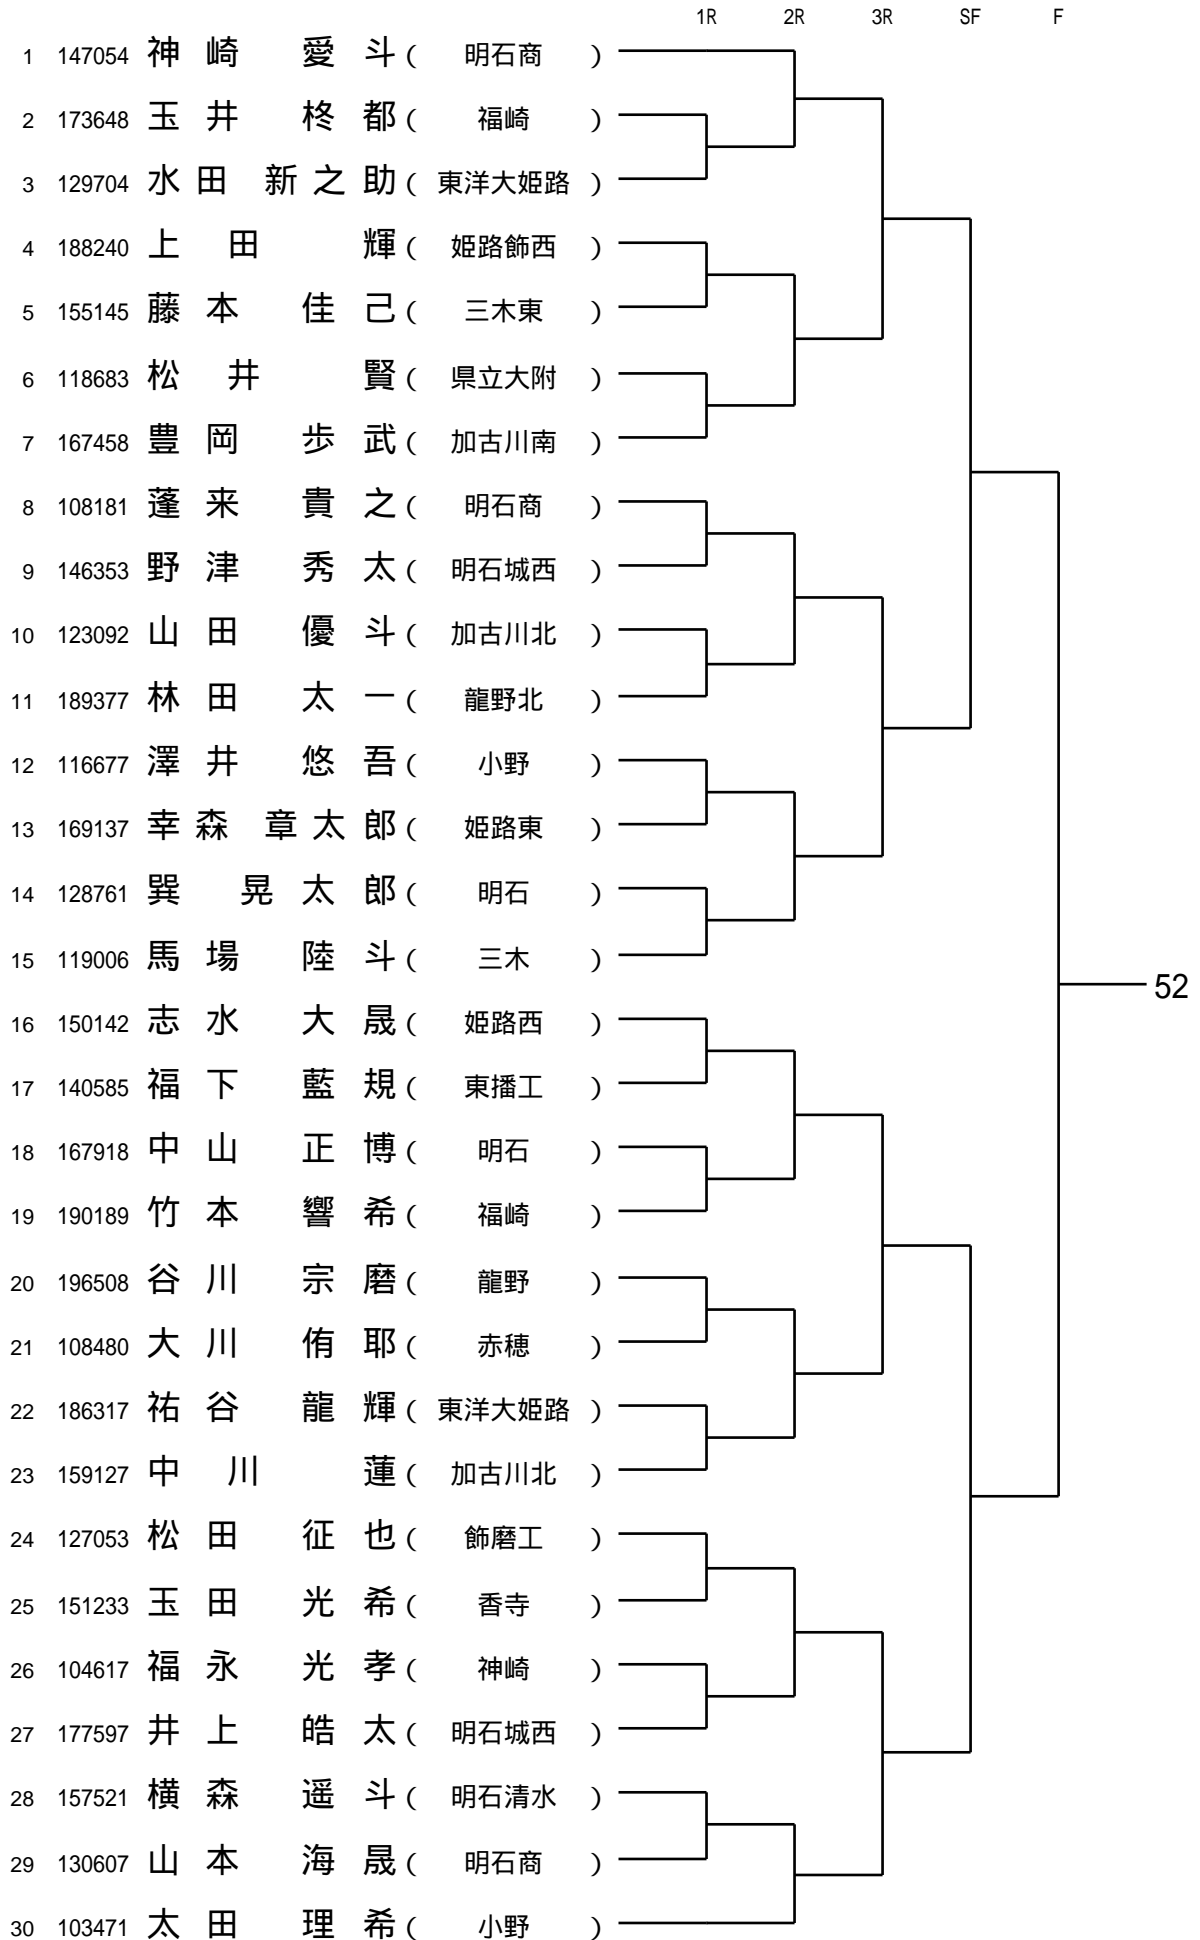 1R 2R 3R SF F
1 147054 神崎 愛斗 ( 明石商 )
2 173648 玉井 柊都 ( 福崎 )
3 129704 水田 新之助 ( 東洋大姫路 )
4 188240 上田 輝 ( 姫路飾西 )
5 155145 藤本 佳己 ( 三木東 )
6 118683 松井 賢 ( 県立大附 )
7 167458 豊岡 歩武 ( 加古川南 )
8 108181 蓬来 貴之 ( 明石商 )
9 146353 野津 秀太 ( 明石城西 )
10 123092 山田 優斗 ( 加古川北 )
11 189377 林田 太一 ( 龍野北 )
12 116677 澤井 悠吾 ( 小野 )
13 169137 幸森 章太郎 ( 姫路東 )
14 128761 巽 晃太郎 ( 明石 )
15 119006 馬場 陸斗 ( 三木 )
52
16 150142 志水 大晟 ( 姫路西 )
17 140585 福下 藍規 ( 東播工 )
18 167918 中山 正博 ( 明石 )
19 190189 竹本 響希 ( 福崎 )
20 196508 谷川 宗磨 ( 龍野 )
21 108480 大川 侑耶 ( 赤穂 )
22 186317 祐谷 龍輝 ( 東洋大姫路 )
23 159127 中川 蓮 ( 加古川北 )
24 127053 松田 征也 ( 飾磨工 )
25 151233 玉田 光希 ( 香寺 )
26 104617 福永 光孝 ( 神崎 )
27 177597 井上 皓太 ( 明石城西 )
28 157521 横森 遥斗 ( 明石清水 )
29 130607 山本 海晟 ( 明石商 )
30 103471 太田 理希 ( 小野 )